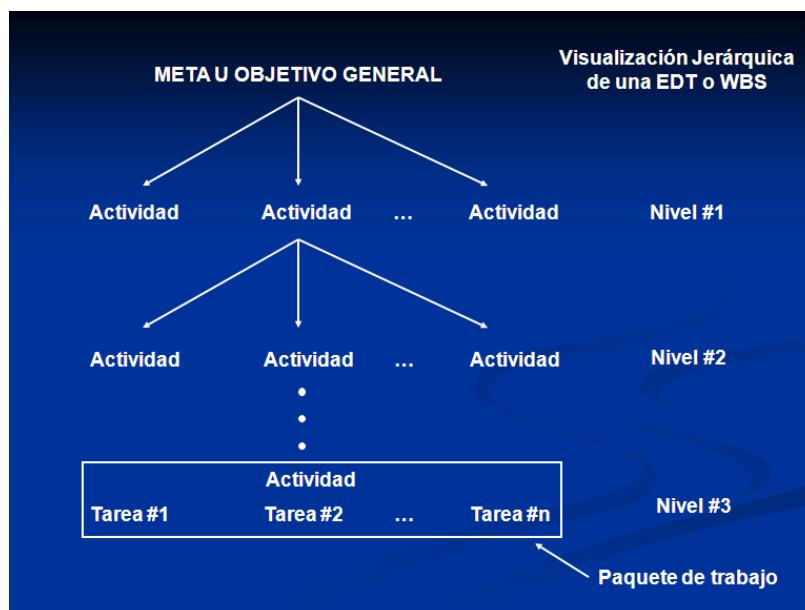 META U OBJETIVO GENERAL
Visualización Jerárquica
de una EDT o WBS
Actividad Actividad ... Actividad Nivel #1
Actividad Actividad ... Actividad Nivel #2
Actividad
Tarea #1 Tarea #2 ... Tarea #n Nivel #3
Paquete de trabajo